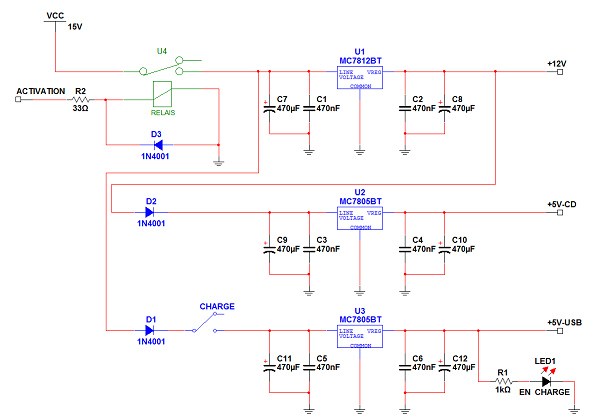 VCC
15V
U4
U1
MC7812BT
+12V
LINE VREG
VOLTAGE
COMMON
ACTIVATION
R2
33Ω
RELAIS
C7
470µF
C1
470nF
C2
470nF
C8
470µF
D3
1N4001
D2
1N4001
U2
MC7805BT
+5V-CD
LINE VREG
VOLTAGE
COMMON
C9
470µF
C3
470nF
C4
470nF
C10
470µF
D1
1N4001
CHARGE
U3
MC7805BT
+5V-USB
LINE VREG
VOLTAGE
COMMON
C11
470µF
C5
470nF
C6
470nF
C12
470µF
R1
1kΩ
LED1
EN CHARGE